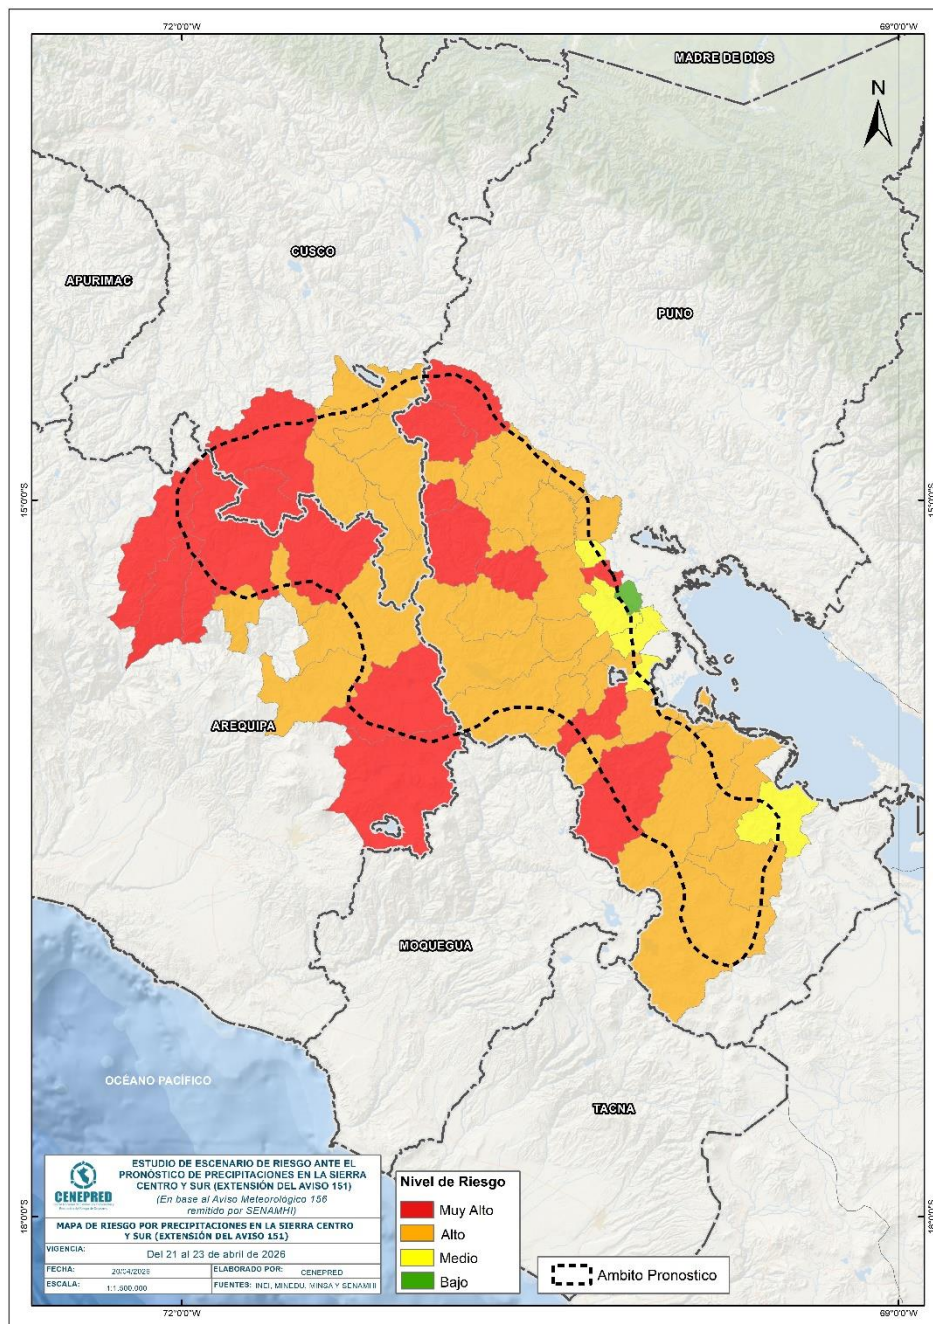 72°0'0"W
69°0'0"W
MADRE DE DIOS
N
CUSCO
APURIMAC
PUNO
15°0'0"S
15°0'0"S
AREQUIPA
MOQUEGUA
OCÉANO PACÍFICO
TACNA
CENEPRED
ESTUDIO DE ESCENARIO DE RIESGO ANTE EL
PRONÓSTICO DE PRECIPITACIONES EN LA SIERRA
CENTRO Y SUR (EXTENSIÓN DEL AVISO 151)
(En base al Aviso Meteorológico 156
remitido por SENAMHI)
MAPA DE RIESGO POR PRECIPITACIONES EN LA SIERRA CENTRO
Y SUR (EXTENSIÓN DEL AVISO 151)
VIGENCIA:
Del 21 al 23 de abril de 2026
FECHA:
20/04/2026
ELABORADO POR:
CENEPRED
ESCALA:
1:1,500,000
FUENTES: INEI, MINEDU, MINSA Y SENAMHI
Nivel de Riesgo
Muy Alto
Alto
Medio
Bajo
Ambito Pronostico
18°0'0"S
18°0'0"S
72°0'0"W
69°0'0"W